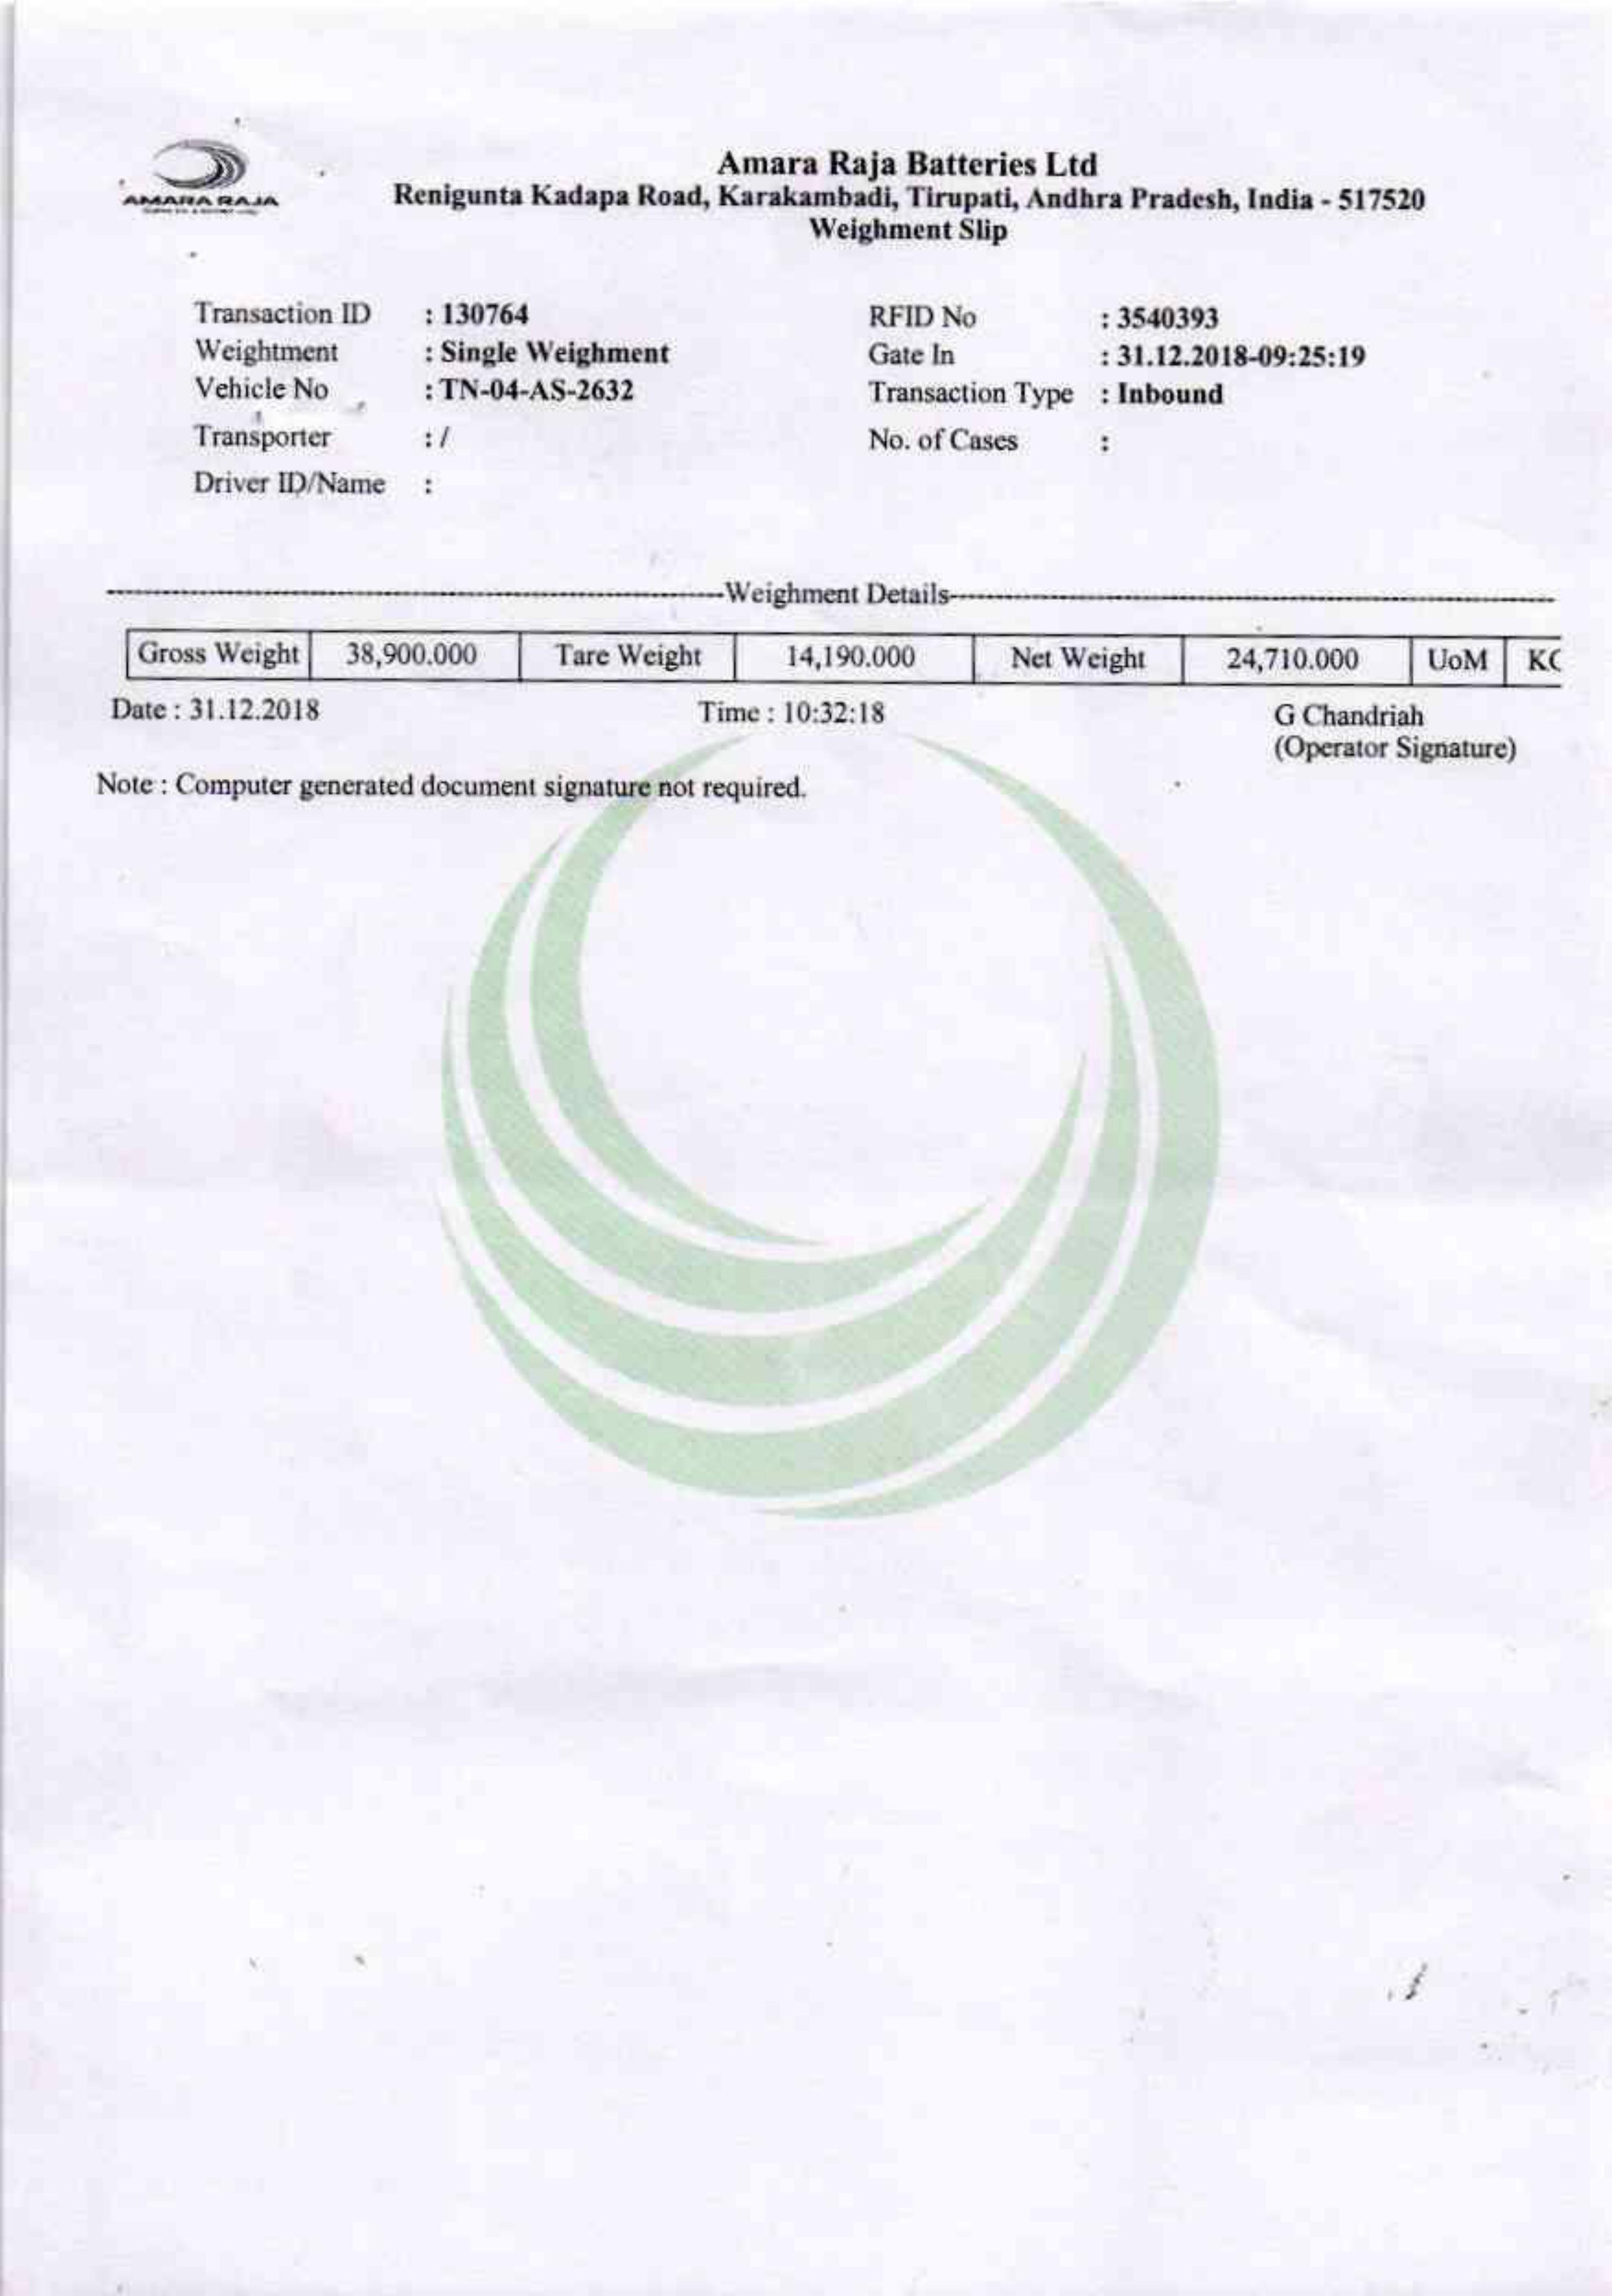 AMARA RAJA
Amara Raja Batteries Ltd
Renigunta Kadapa Road, Karakambadi, Tirupati, Andhra Pradesh, India - 517520
Weighment Slip
Transaction ID : 130764 RFID No : 3540393
Weightment : Single Weighment Gate In : 31.12.2018-09:25:19
Vehicle No : TN-04-AS-2632 Transaction Type : Inbound
Transporter : / No. of Cases :
Driver ID/Name :
Weighment Details
Gross Weight 38,900.000 Tare Weight 14,190.000 Net Weight 24,710.000 UoM
Date : 31.12.2018 Time : 10:32:18 G Chandriah
(Operator Signature)
Note : Computer generated document signature not required.